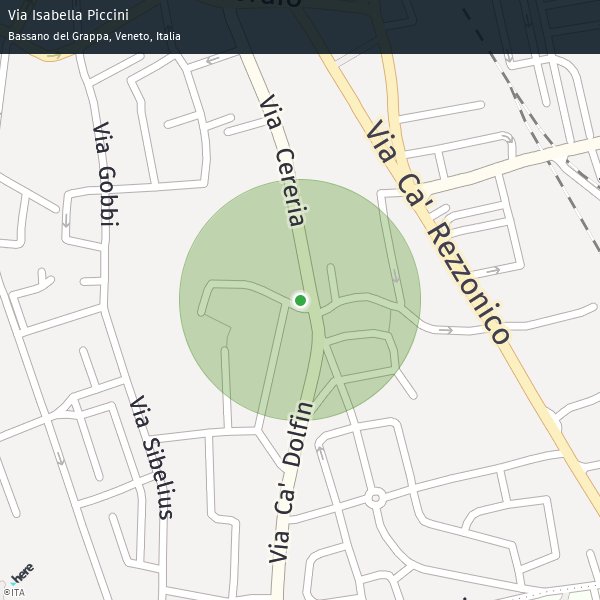 Via Isabella Piccini
Bassano del Grappa, Veneto, Italia
Via Cereria
Via Ca' Rezzonico
Via Gobbi
Via Sibelius
Via Ca' Dolfin
here
©ITA